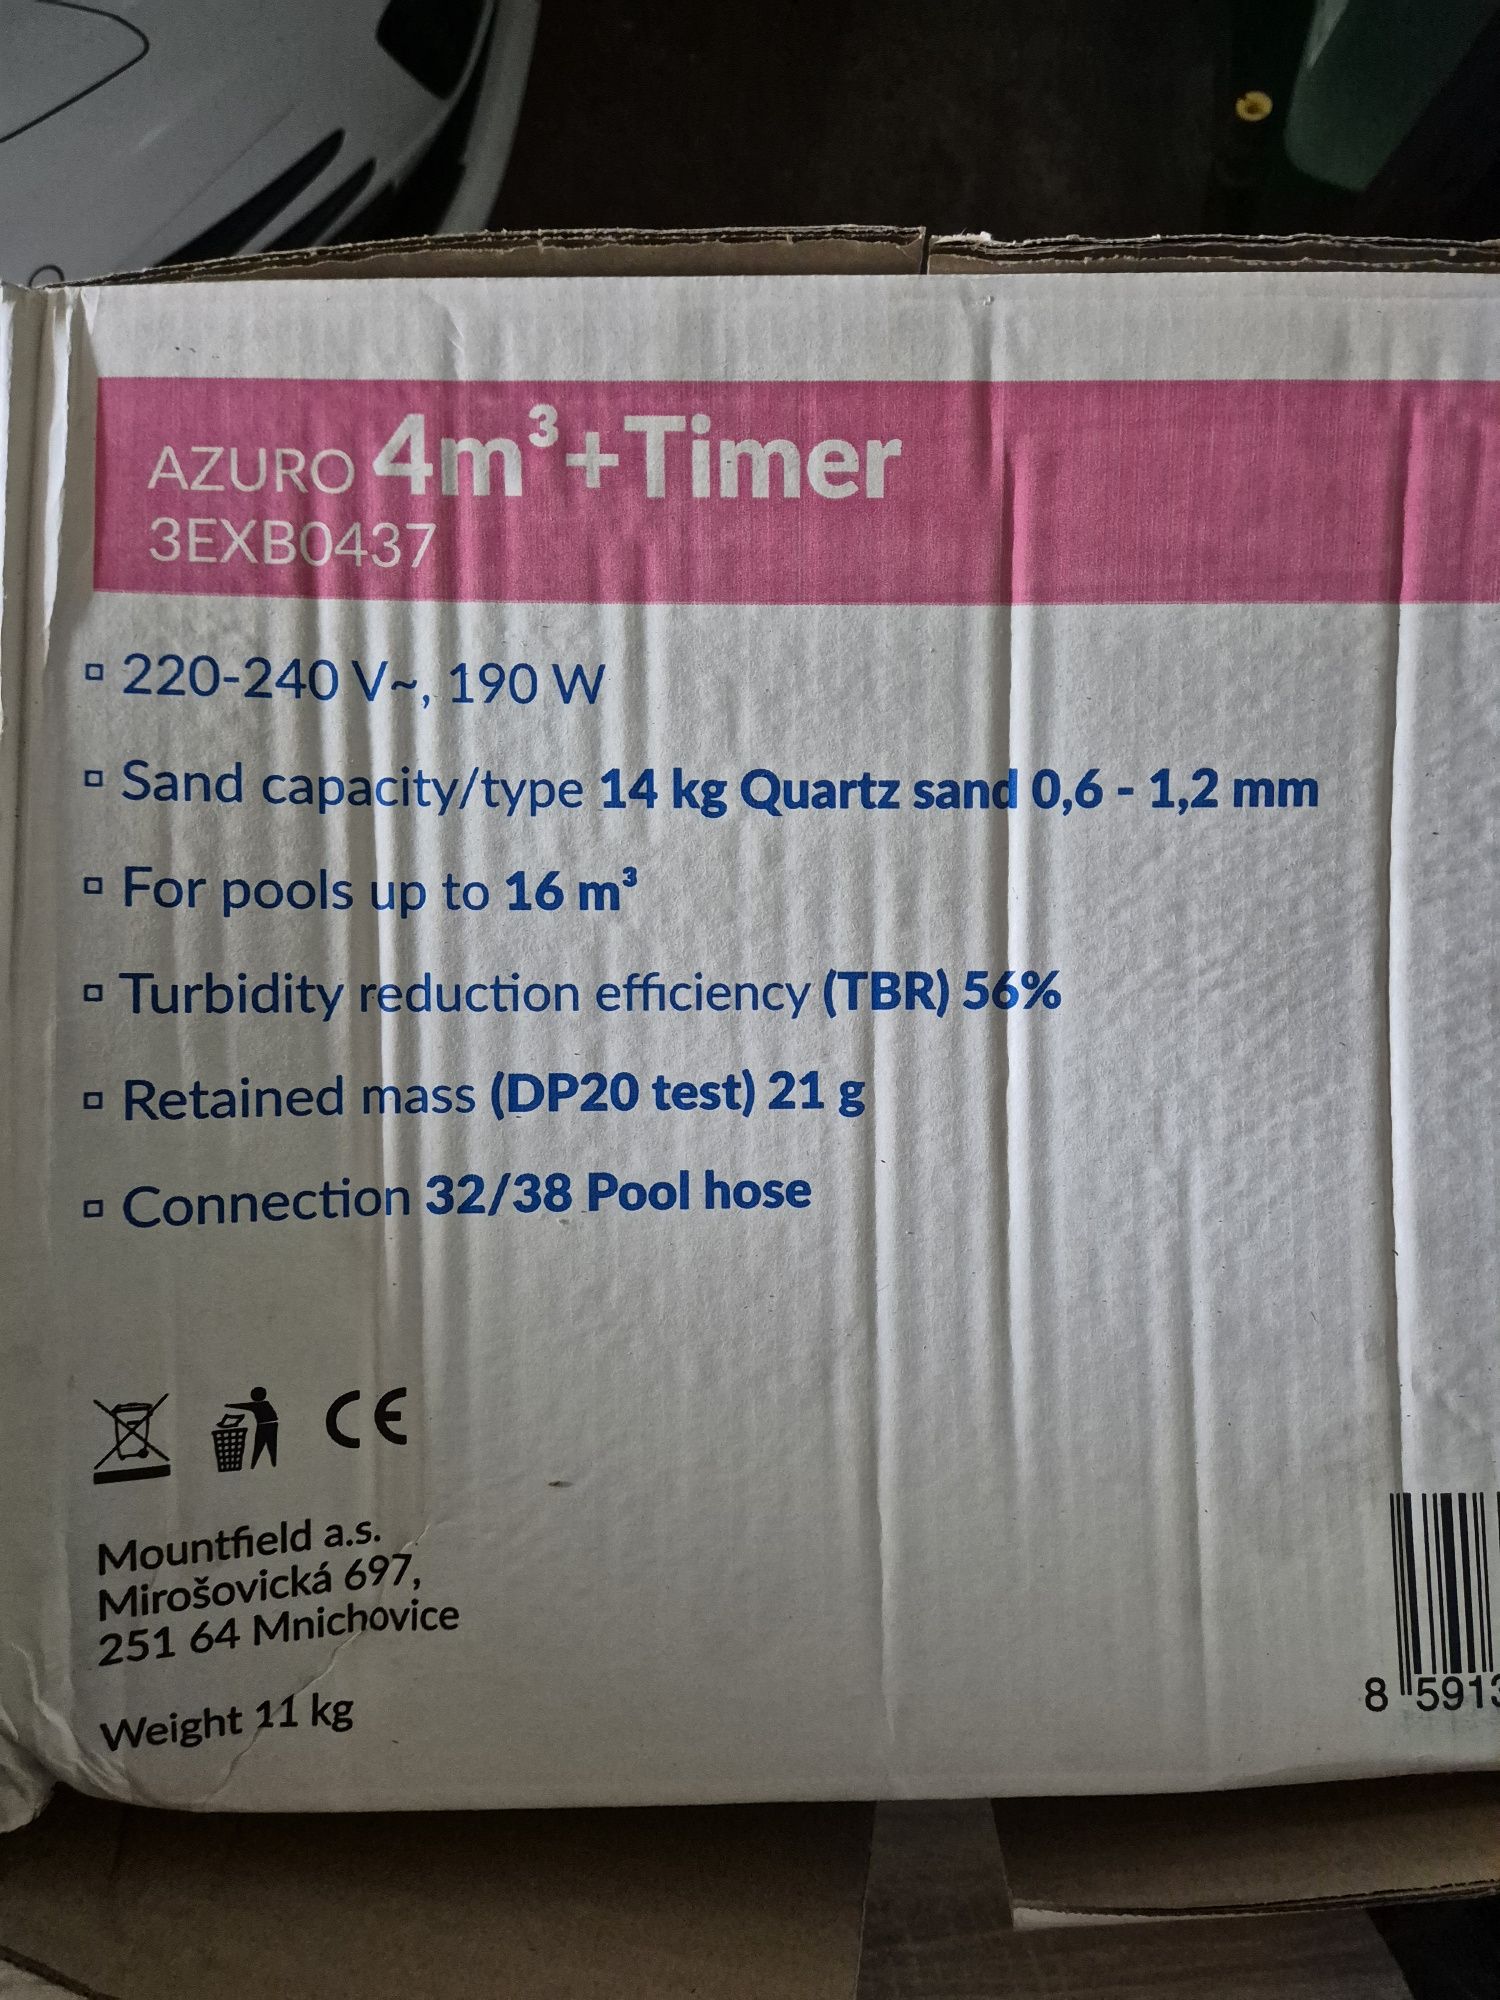 AZURO 4m³+Timer
3EXB0437
220-240 V~, 190 W
Sand capacity/type 14 kg Quartz sand 0,6 - 1,2 mm
For pools up to 16 m³
Turbidity reduction efficiency (TBR) 56%
Retained mass (DP20 test) 21 g
Connection 32/38 Pool hose
CE
Mountfield a.s.
Mirošovická 697,
251 64 Mnichovice
Weight 11 kg
8 5913